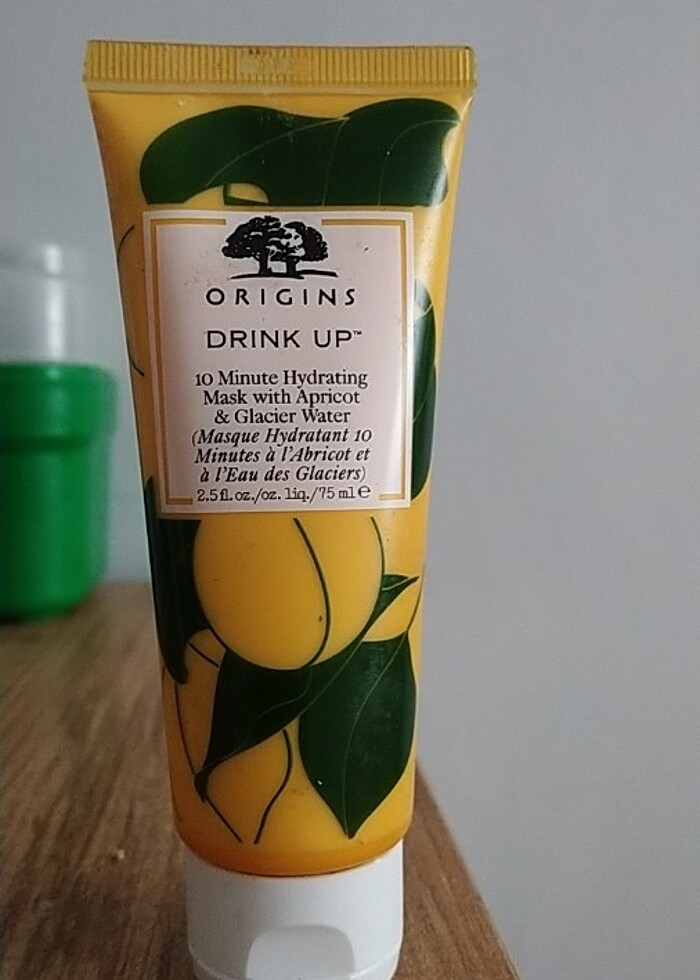 ORIGINS
DRINK UP™
10 Minute Hydrating
Mask with Apricot
& Glacier Water
(Masque Hydratant 10
Minutes à l'Abricot et
à l'Eau des Glaciers)
2.5 fl. oz./oz. liq./75 ml ℮